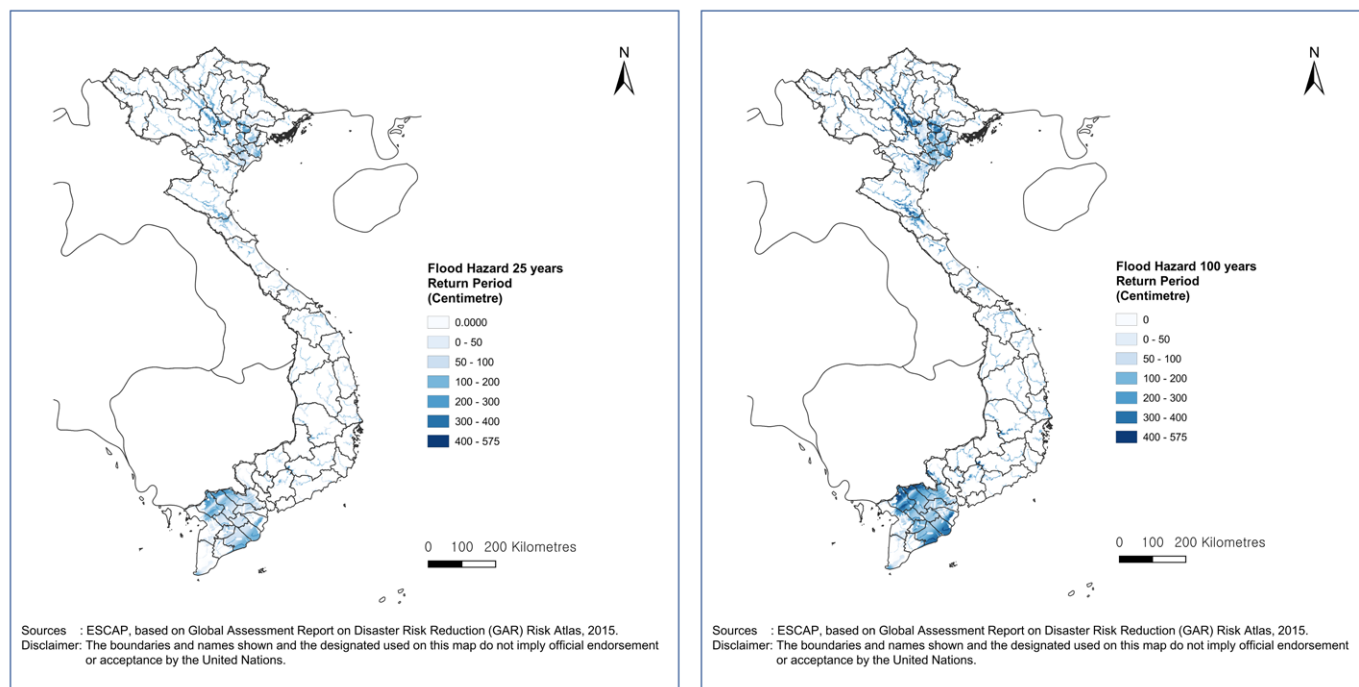 N
Flood Hazard 25 years
Return Period
(Centimetre)
0.0000
0 - 50
50 - 100
100 - 200
200 - 300
300 - 400
400 - 575
0 100 200 Kilometres
Sources : ESCAP, based on Global Assessment Report on Disaster Risk Reduction (GAR) Risk Atlas, 2015.
Disclaimer: The boundaries and names shown and the designated used on this map do not imply official endorsement
or acceptance by the United Nations.
N
Flood Hazard 100 years
Return Period
(Centimetre)
0
0 - 50
50 - 100
100 - 200
200 - 300
300 - 400
400 - 575
0 100 200 Kilometres
Sources : ESCAP, based on Global Assessment Report on Disaster Risk Reduction (GAR) Risk Atlas, 2015.
Disclaimer: The boundaries and names shown and the designated used on this map do not imply official endorsement
or acceptance by the United Nations.